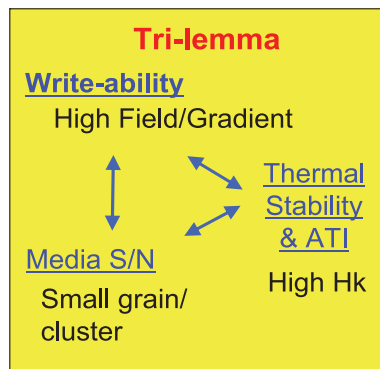 Tri-lemma
Write-ability
High Field/Gradient
Thermal
Stability
& ATI
High Hk
Media S/N
Small grain/
cluster